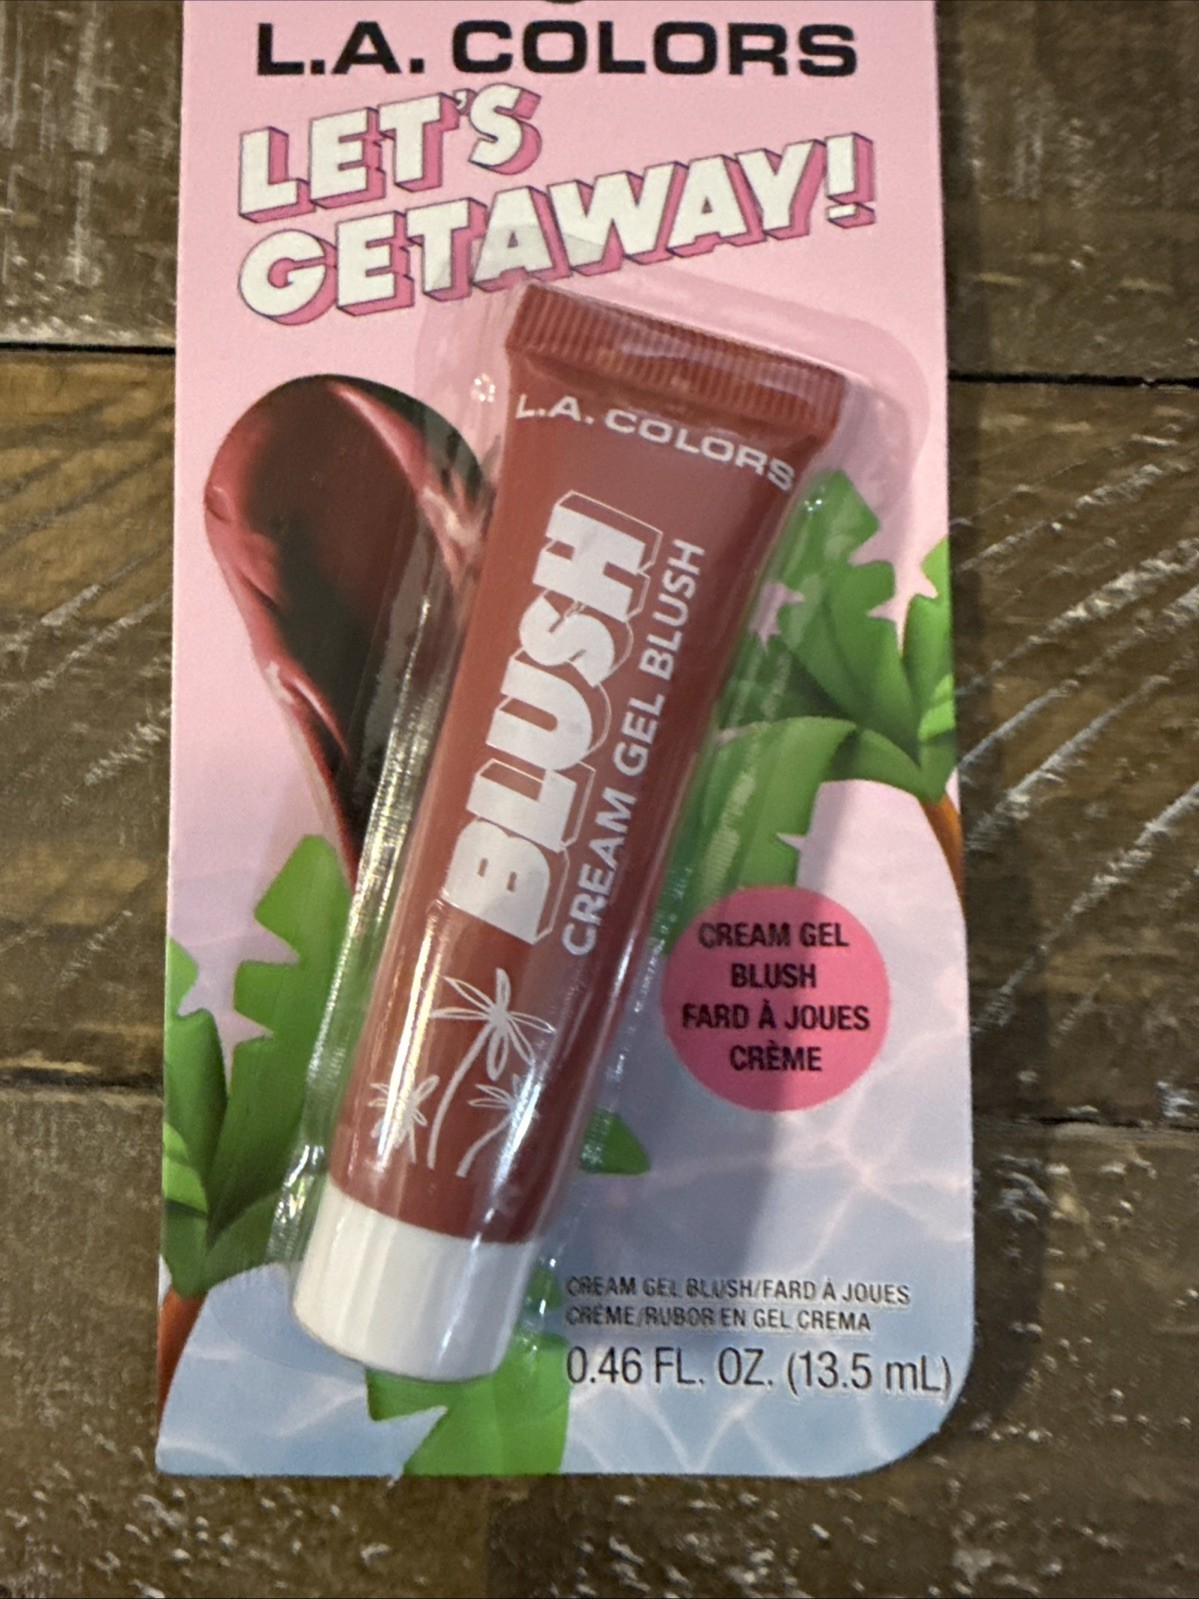 L.A. COLORS
LET'S
GETAWAY!
L.A. COLORS
BLUSH
CREAM GEL BLUSH
CREAM GEL
BLUSH
FARD À JOUES
CRÈME
CREAM GEL BLUSH/FARD À JOUES
CRÈME/RUBOR EN GEL CREMA
0.46 FL. OZ. (13.5 mL)